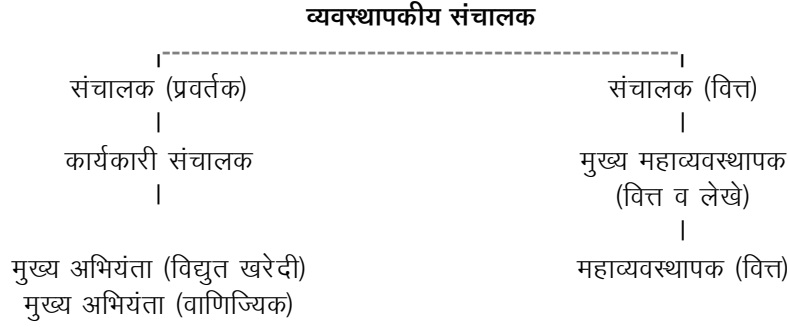 व्यवस्थापकीय संचालक
संचालक (प्रवर्तक)
संचालक (वित्त)
कार्यकारी संचालक
मुख्य महाव्यवस्थापक
(वित्त व लेखे)
मुख्य अभियंता (विद्युत खरेदी)
महाव्यवस्थापक (वित्त)
मुख्य अभियंता (वाणिज्यिक)